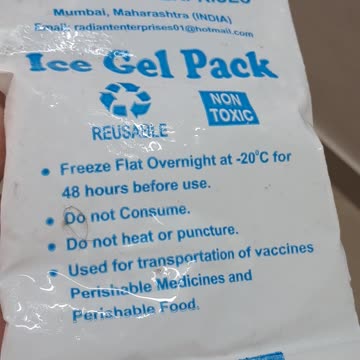 Mumbai, Maharashtra (INDIA)
Email: radiantenterprises01@hotmail.com
Ice Gel Pack
REUSABLE
NON
TOXIC
• Freeze Flat Overnight at -20°C for
48 hours before use.
• Do not Consume.
• Do not heat or puncture.
• Used for transportation of vaccines
Perishable Medicines and
Perishable Food.